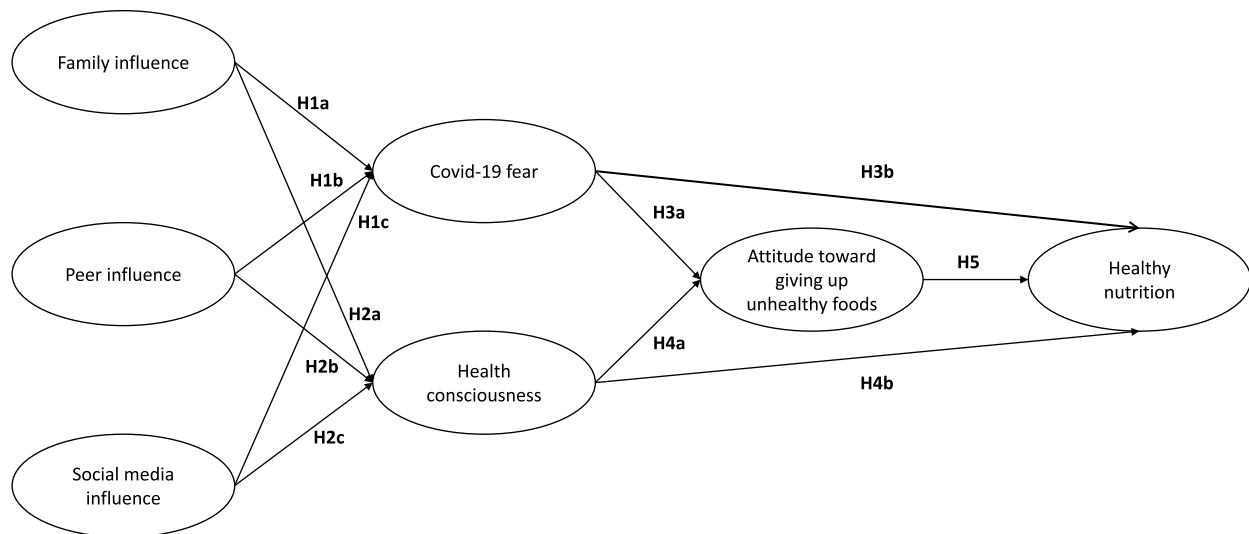 Family influence
H1a
Covid-19 fear
H3b
H1b
H1c
H3a
Peer influence
Attitude toward
giving up
unhealthy foods
H5
Healthy
nutrition
H2a
H4a
H2b
Health
consciousness
H4b
H2c
Social media
influence